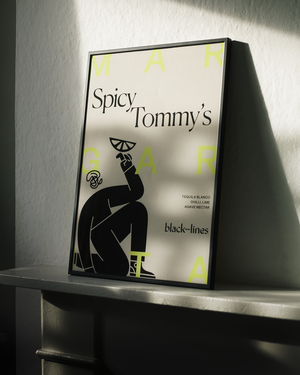 M A R
Spicy
Tommy's
G A R
TEQUILA BLANCO
CHILLI, LIME
AGAVE NECTAR
black–lines
I T A